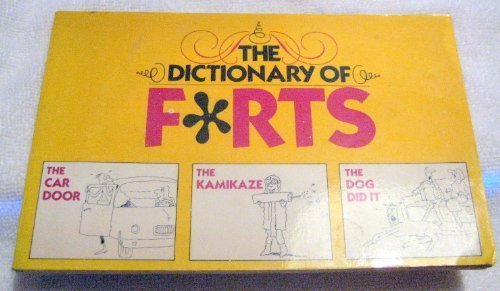 THE
DICTIONARY OF
F*RTS
THE
CAR
DOOR
THE
KAMIKAZE
THE
DOG
DID IT